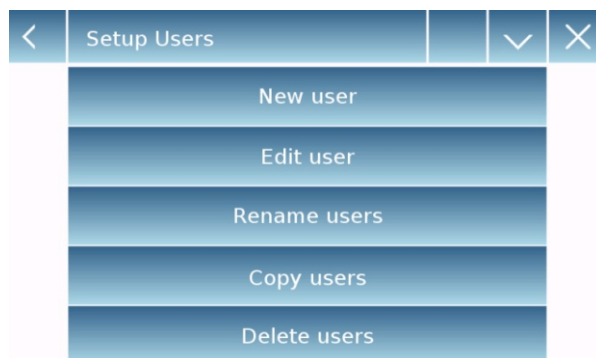 Setup Users
New user
Edit user
Rename users
Copy users
Delete users